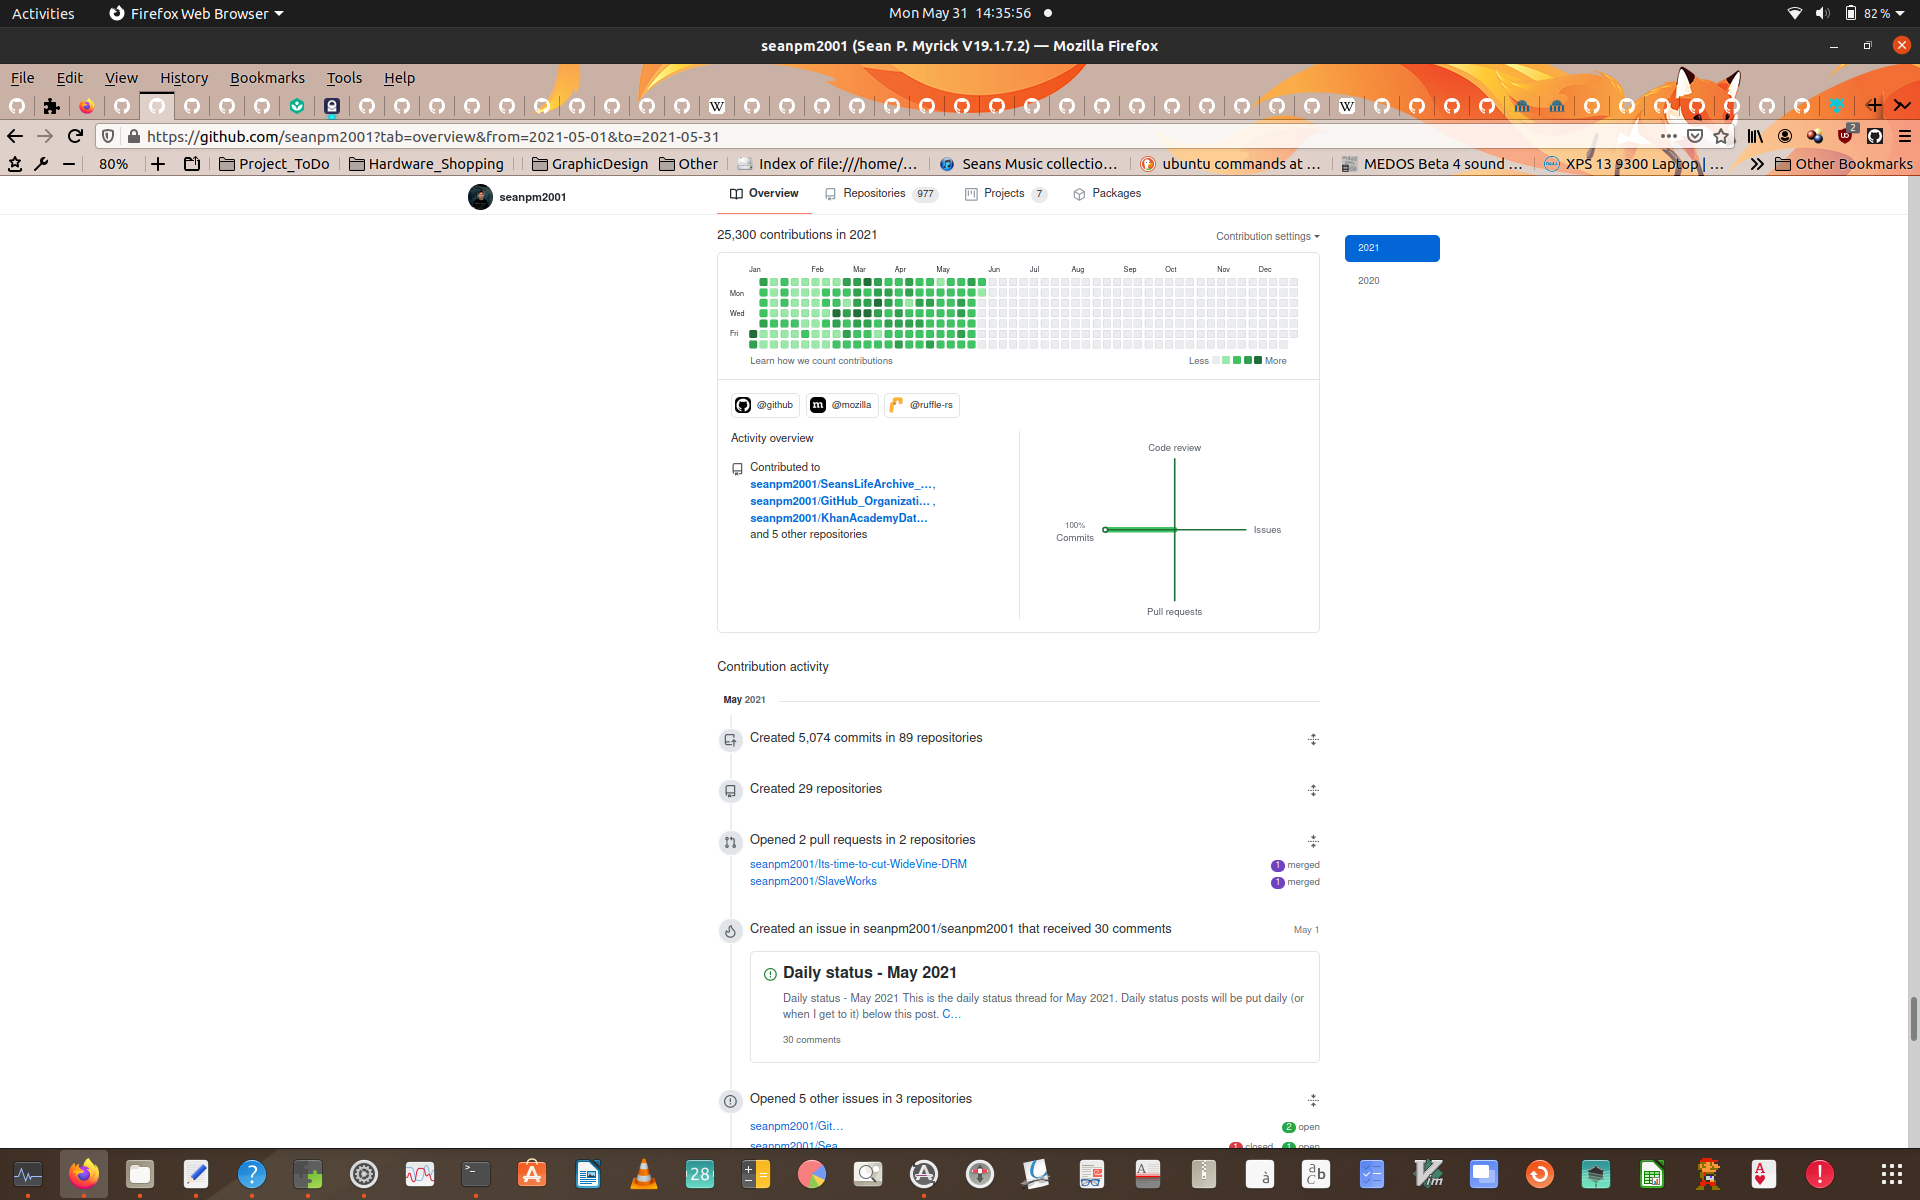 Activities
Firefox Web Browser
Mon May 31 14:35:56
82 %
seanpm2001 (Sean P. Myrick V19.1.7.2) — Mozilla Firefox
File Edit View History Bookmarks Tools Help
https://github.com/seanpm2001?tab=overview&from=2021-05-01&to=2021-05-31
2
80%
Project_ToDo
Hardware_Shopping
GraphicDesign
Other
Index of file:///home/...
Seans Music collectio...
ubuntu commands at ...
MEDOS Beta 4 sound ...
XPS 13 9300 Laptop | ...
Other Bookmarks
seanpm2001
Overview
Repositories 977
Projects 7
Packages
25,300 contributions in 2021
Contribution settings
2021
2020
Jan Feb Mar Apr May Jun Jul Aug Sep Oct Nov Dec
Mon
Wed
Fri
Learn how we count contributions
Less
More
@github
@mozilla
@ruffle-rs
Activity overview
Contributed to
seanpm2001/SeansLifeArchive_...,
seanpm2001/GitHub_Organizati... ,
seanpm2001/KhanAcademyDat...
and 5 other repositories
Code review
100%
Commits
Issues
Pull requests
Contribution activity
May 2021
Created 5,074 commits in 89 repositories
Created 29 repositories
Opened 2 pull requests in 2 repositories
seanpm2001/Its-time-to-cut-WideVine-DRM
1 merged
seanpm2001/SlaveWorks
1 merged
Created an issue in seanpm2001/seanpm2001 that received 30 comments
May 1
Daily status - May 2021
Daily status - May 2021 This is the daily status thread for May 2021. Daily status posts will be put daily (or
when I get to it) below this post. C...
30 comments
Opened 5 other issues in 3 repositories
seanpm2001/Git...
2 open
seanpm2001/Sea...
1 closed 1 open
28